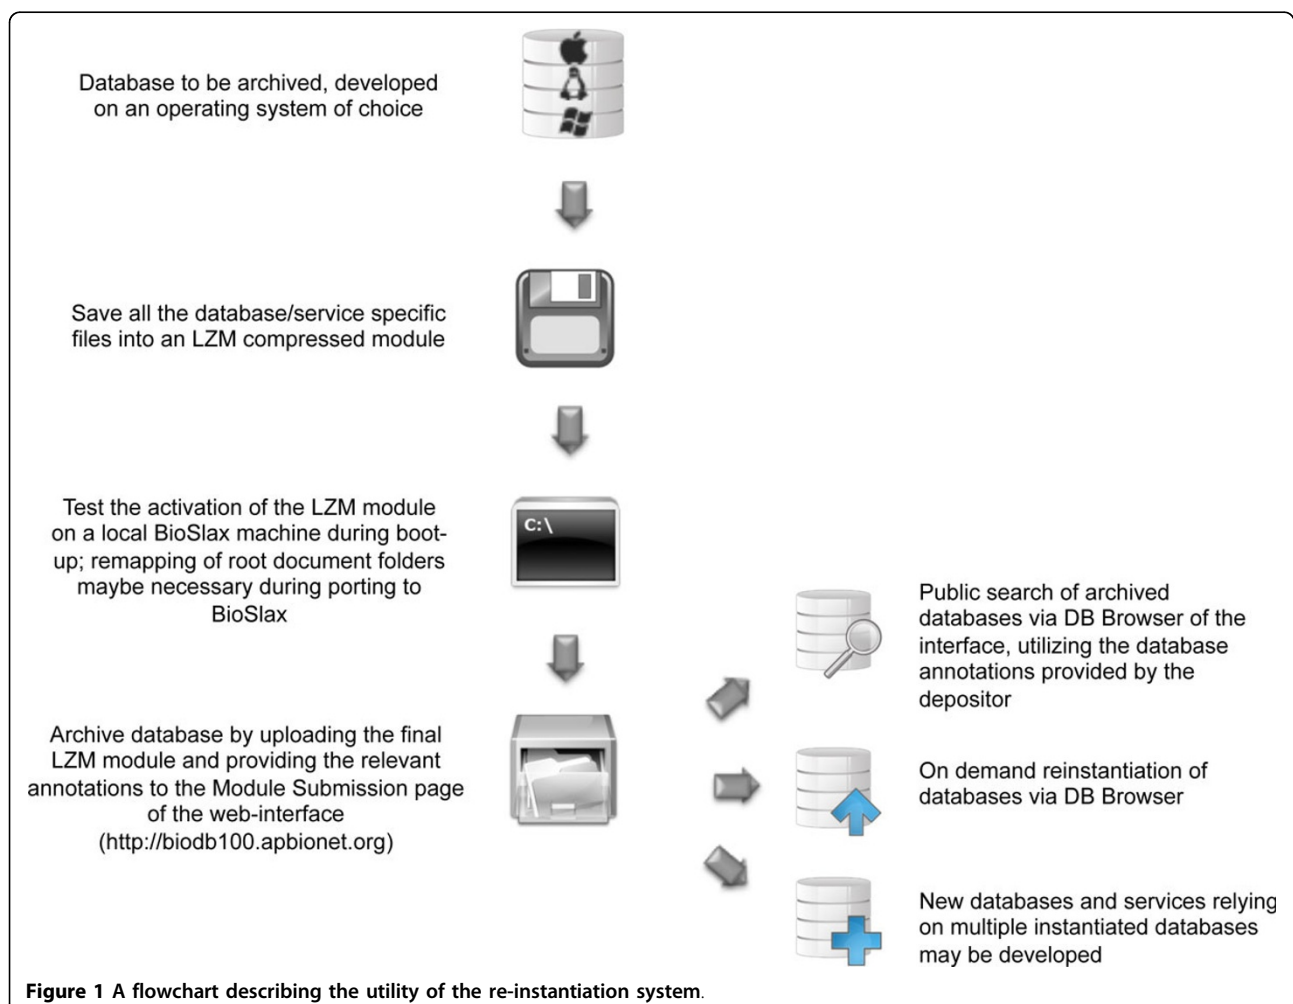 Database to be archived, developed
on an operating system of choice
Save all the database/service specific
files into an LZM compressed module
Test the activation of the LZM module
on a local BioSlax machine during boot-
up; remapping of root document folders
maybe necessary during porting to
BioSlax
C:\
Archive database by uploading the final
LZM module and providing the relevant
annotations to the Module Submission page
of the web-interface
(http://biodb100.apbionet.org)
Public search of archived
databases via DB Browser of the
interface, utilizing the database
annotations provided by the
depositor
On demand reinstantiation of
databases via DB Browser
New databases and services relying
on multiple instantiated databases
may be developed
Figure 1 A flowchart describing the utility of the re-instantiation system.